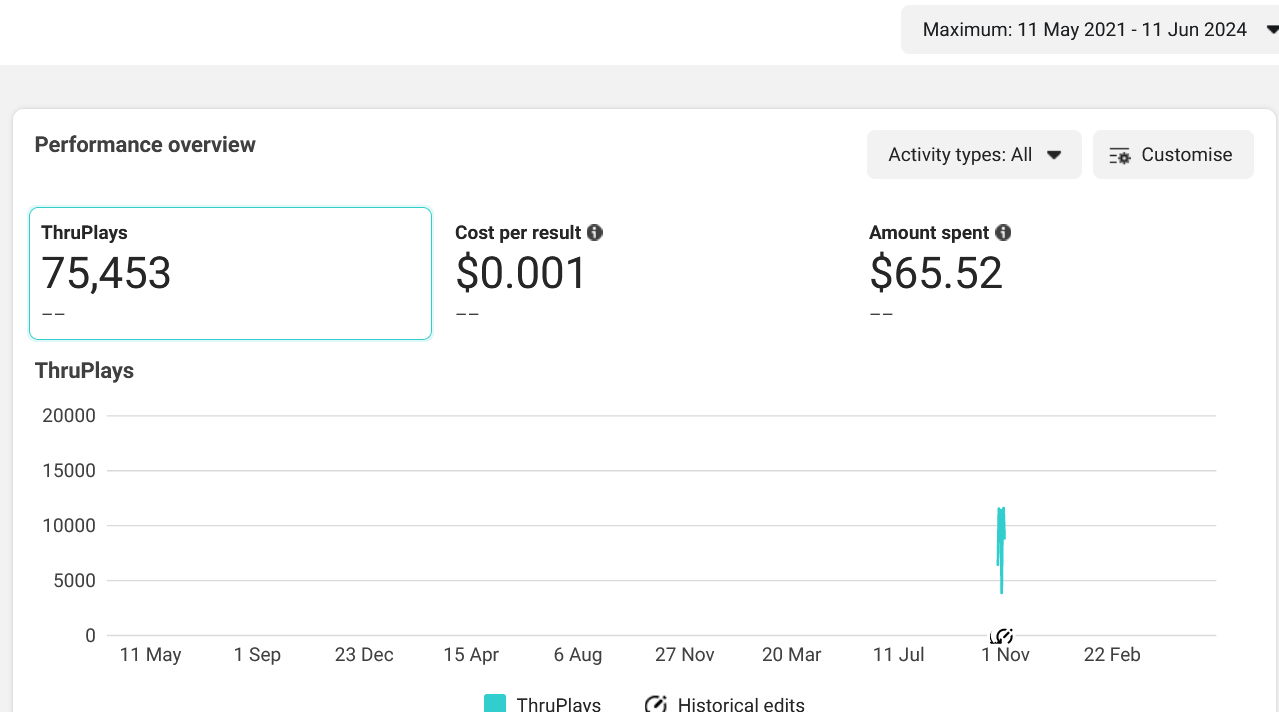 Maximum: 11 May 2021 - 11 Jun 2024
Performance overview
Activity types: All
Customise
ThruPlays
75,453
––
Cost per result
$0.001
––
Amount spent
$65.52
––
ThruPlays
20000
15000
10000
5000
0
11 May 1 Sep 23 Dec 15 Apr 6 Aug 27 Nov 20 Mar 11 Jul 1 Nov 22 Feb
ThruPlays Historical edits